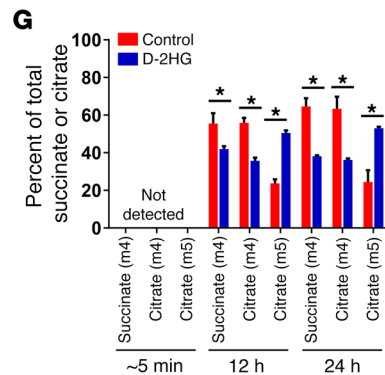 G
Control
D-2HG
Percent of total
succinate or citrate
100
80
60
40
20
0
Not
detected
* * *
* * *
Succinate (m4)
Citrate (m4)
Citrate (m5)
Succinate (m4)
Citrate (m4)
Citrate (m5)
Succinate (m4)
Citrate (m4)
Citrate (m5)
~5 min
12 h
24 h